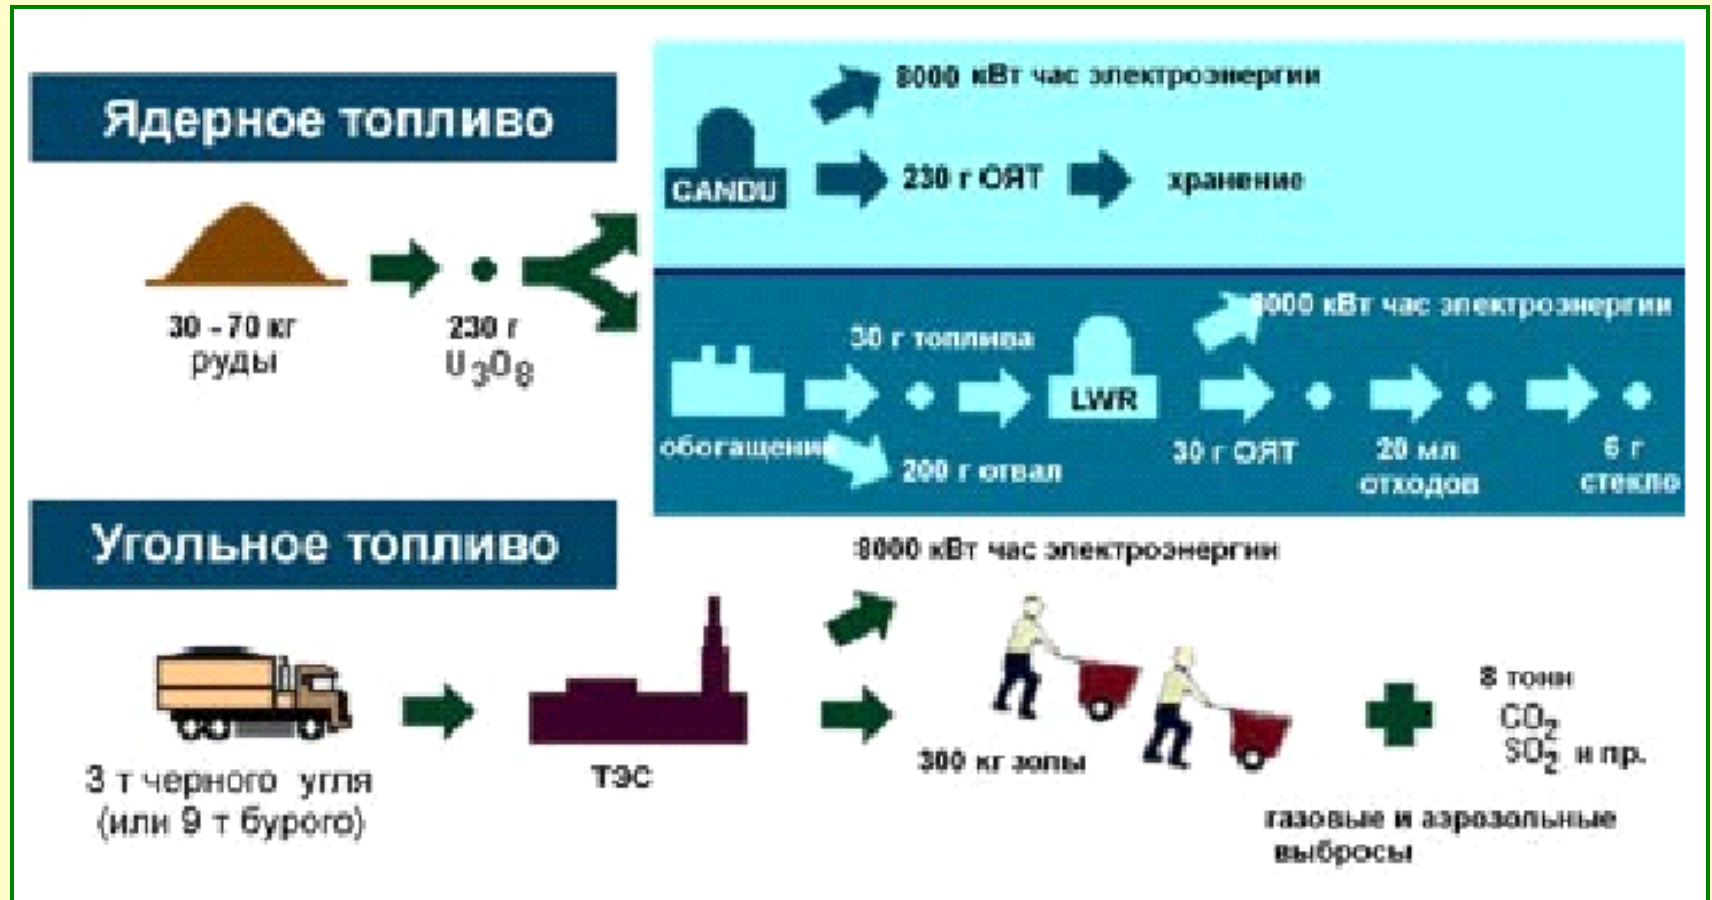 Ядерное топливо
8000 кВт час электроэнергии
CANDU
230 г ОЯТ
хранение
30 - 70 кг
руды
230 г
U3O8
8000 кВт час электроэнергии
30 г топлива
LWR
обогащение
200 г отвал
30 г ОЯТ
20 мл
отходов
6 г
стекло
Угольное топливо
8000 кВт час электроэнергии
3 т черного угля
(или 9 т бурого)
ТЭС
300 кг золы
8 тонн
CO2
SO2 и пр.
газовые и аэрозольные
выбросы